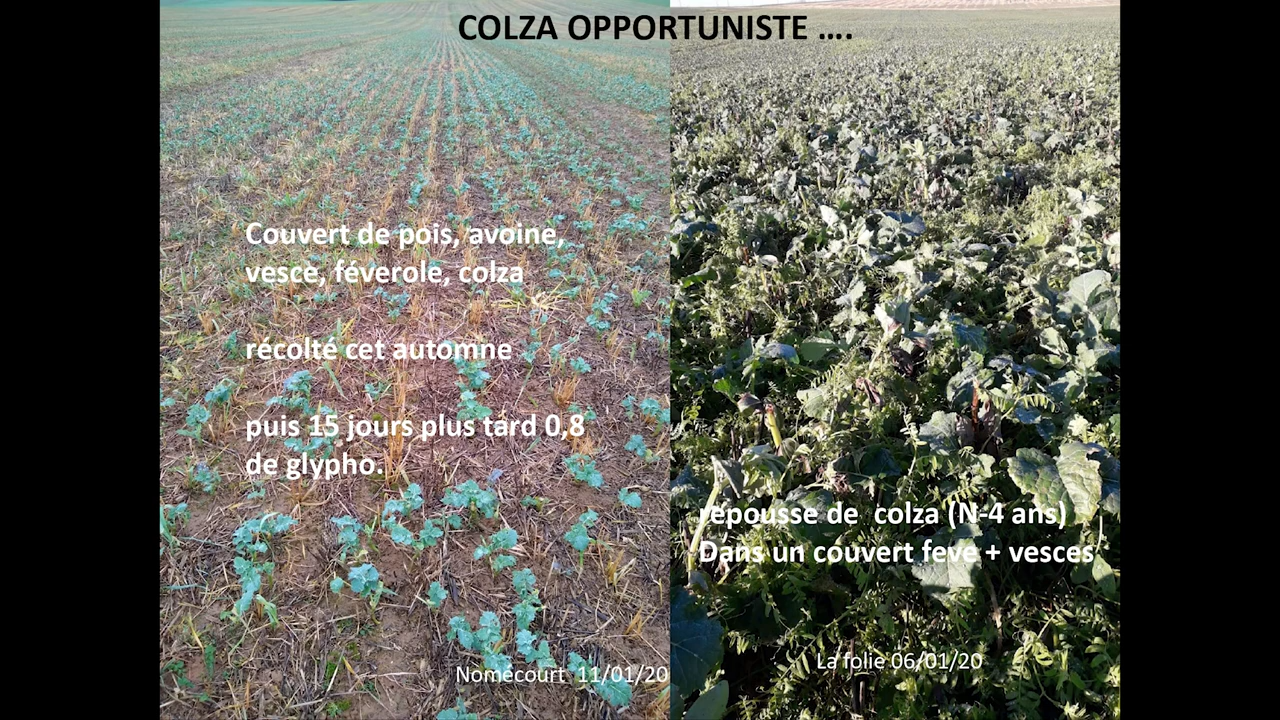 COLZA OPPORTUNISTE ....
Couvert de pois, avoine,
vesce, féverole, colza
récolté cet automne
puis 15 jours plus tard 0,8
de glypho.
Nomécourt 11/01/20
repousse de colza (N-4 ans)
Dans un couvert feve + vesces
La folie 06/01/20